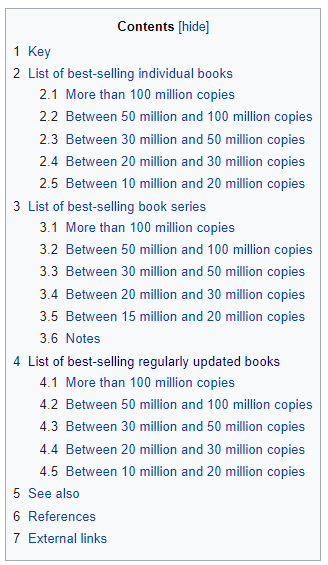 Contents [hide]
1 Key
2 List of best-selling individual books
2.1 More than 100 million copies
2.2 Between 50 million and 100 million copies
2.3 Between 30 million and 50 million copies
2.4 Between 20 million and 30 million copies
2.5 Between 10 million and 20 million copies
3 List of best-selling book series
3.1 More than 100 million copies
3.2 Between 50 million and 100 million copies
3.3 Between 30 million and 50 million copies
3.4 Between 20 million and 30 million copies
3.5 Between 15 million and 20 million copies
3.6 Notes
4 List of best-selling regularly updated books
4.1 More than 100 million copies
4.2 Between 50 million and 100 million copies
4.3 Between 30 million and 50 million copies
4.4 Between 20 million and 30 million copies
4.5 Between 10 million and 20 million copies
5 See also
6 References
7 External links